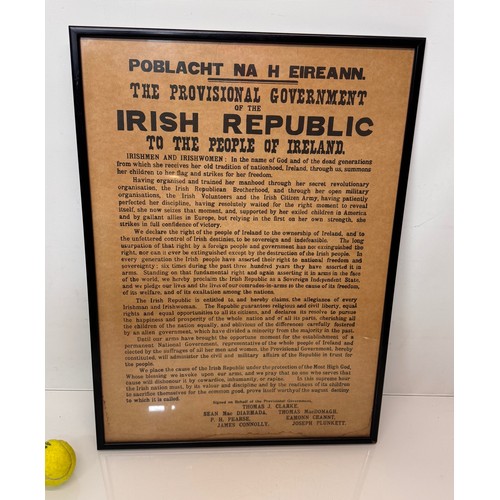 POBLACHT NA H EIREANN.
THE PROVISIONAL GOVERNMENT
OF THE
IRISH REPUBLIC
TO THE PEOPLE OF IRELAND.
IRISHMEN AND IRISHWOMEN: In the name of God and of the dead generations
from which she receives her old tradition of nationhood, Ireland, through us, summons
her children to her flag and strikes for her freedom.
Having organised and trained her manhood through her secret revolutionary
organisation, the Irish Republican Brotherhood, and through her open military
organisations, the Irish Volunteers and the Irish Citizen Army, having patiently
perfected her discipline, having resolutely waited for the right moment to reveal
itself, she now seizes that moment, and, supported by her exiled children in America
and by gallant allies in Europe, but relying in the first on her own strength, she
strikes in full confidence of victory.
We declare the right of the people of Ireland to the ownership of Ireland, and to
the unfettered control of Irish destinies, to be sovereign and indefeasible. The long
usurpation of that right by a foreign people and government has not extinguished the
right, nor can it ever be extinguished except by the destruction of the Irish people. In
every generation the Irish people have asserted their right to national freedom and
sovereignty; six times during the past three hundred years they have asserted it in
arms. Standing on that fundamental right and again asserting it in arms in the face
of the world, we hereby proclaim the Irish Republic as a Sovereign Independent State,
and we pledge our lives and the lives of our comrades-in-arms to the cause of its freedom,
of its welfare, and of its exaltation among the nations.
The Irish Republic is entitled to, and hereby claims, the allegiance of every
Irishman and Irishwoman. The Republic guarantees religious and civil liberty, equal
rights and equal opportunities to all its citizens, and declares its resolve to pursue
the happiness and prosperity of the whole nation and of all its parts, cherishing all
the children of the nation equally, and oblivious of the differences carefully fostered
by an alien government, which have divided a minority from the majority in the past.
Until our arms have brought the opportune moment for the establishment of a
permanent National Government, representative of the whole people of Ireland and
elected by the suffrages of all her men and women, the Provisional Government, hereby
constituted, will administer the civil and military affairs of the Republic in trust for
the people.
We place the cause of the Irish Republic under the protection of the Most High God,
Whose blessing we invoke upon our arms, and we pray that no one who serves that
cause will dishonour it by cowardice, inhumanity, or rapine. In this supreme hour
the Irish nation must, by its valour and discipline and by the readiness of its children
to sacrifice themselves for the common good, prove itself worthy of the august destiny
to which it is called.
Signed on Behalf of the Provisional Government,
THOMAS J. CLARKE,
SEAN Mac DIARMADA, THOMAS MacDONAGH,
P. H. PEARSE, EAMONN CEANNT,
JAMES CONNOLLY, JOSEPH PLUNKETT.